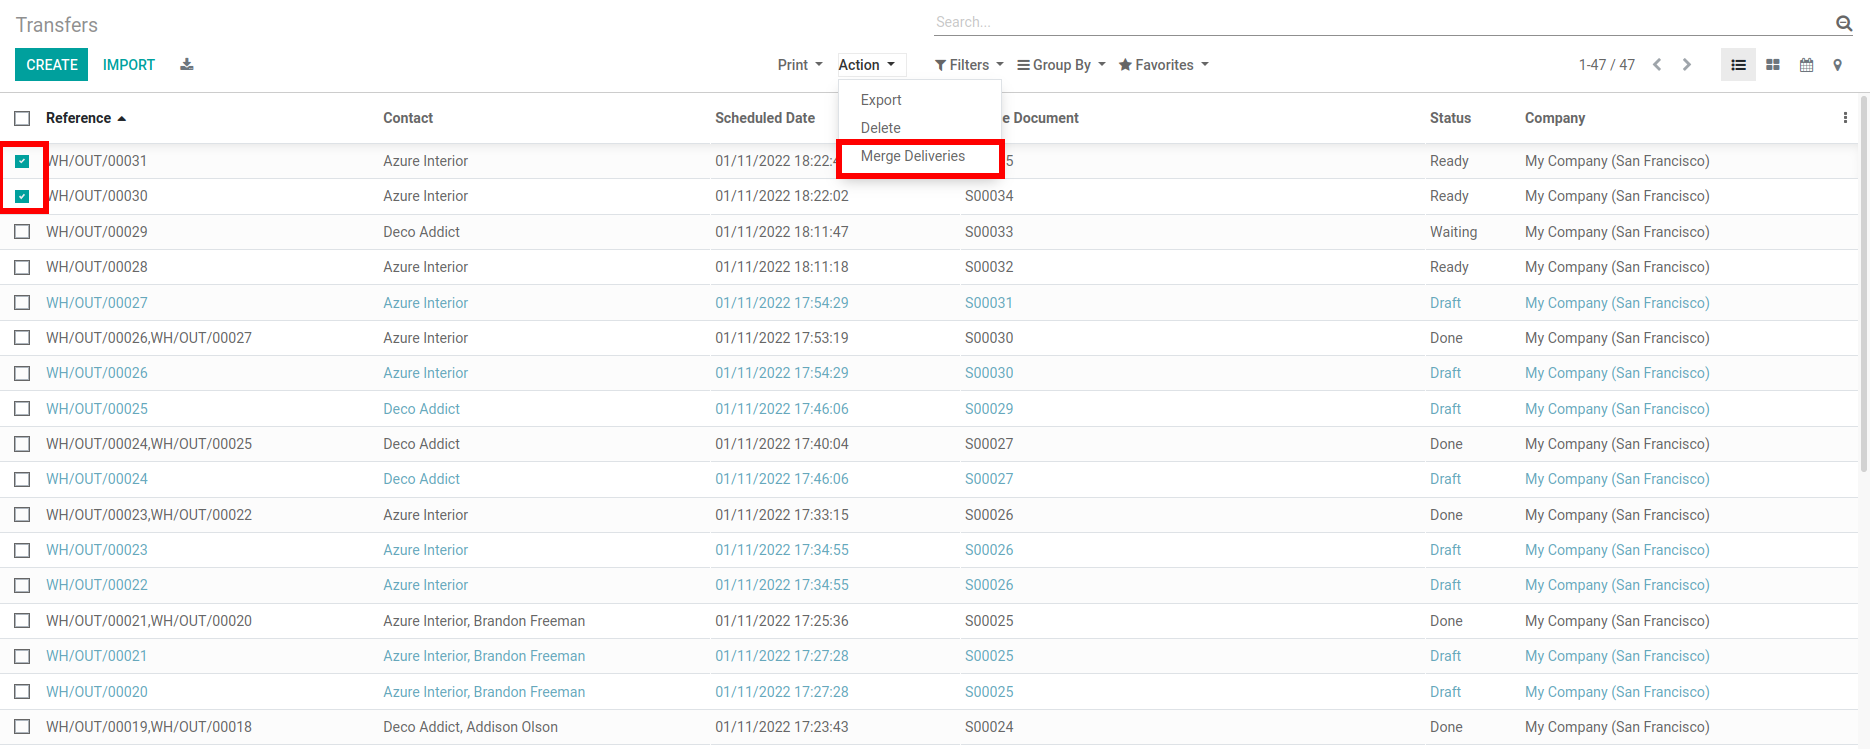 Transfers
Search...
CREATE IMPORT Print Action Filters Group By Favorites 1-47 / 47
Export
Delete
Merge Deliveries
Reference Contact Scheduled Date e Document Status Company
WH/OUT/00031 Azure Interior 01/11/2022 18:22: 5 Ready My Company (San Francisco)
WH/OUT/00030 Azure Interior 01/11/2022 18:22:02 S00034 Ready My Company (San Francisco)
WH/OUT/00029 Deco Addict 01/11/2022 18:11:47 S00033 Waiting My Company (San Francisco)
WH/OUT/00028 Azure Interior 01/11/2022 18:11:18 S00032 Ready My Company (San Francisco)
WH/OUT/00027 Azure Interior 01/11/2022 17:54:29 S00031 Draft My Company (San Francisco)
WH/OUT/00026,WH/OUT/00027 Azure Interior 01/11/2022 17:53:19 S00030 Done My Company (San Francisco)
WH/OUT/00026 Azure Interior 01/11/2022 17:54:29 S00030 Draft My Company (San Francisco)
WH/OUT/00025 Deco Addict 01/11/2022 17:46:06 S00029 Draft My Company (San Francisco)
WH/OUT/00024,WH/OUT/00025 Deco Addict 01/11/2022 17:40:04 S00027 Done My Company (San Francisco)
WH/OUT/00024 Deco Addict 01/11/2022 17:46:06 S00027 Draft My Company (San Francisco)
WH/OUT/00023,WH/OUT/00022 Azure Interior 01/11/2022 17:33:15 S00026 Done My Company (San Francisco)
WH/OUT/00023 Azure Interior 01/11/2022 17:34:55 S00026 Draft My Company (San Francisco)
WH/OUT/00022 Azure Interior 01/11/2022 17:34:55 S00026 Draft My Company (San Francisco)
WH/OUT/00021,WH/OUT/00020 Azure Interior, Brandon Freeman 01/11/2022 17:25:36 S00025 Done My Company (San Francisco)
WH/OUT/00021 Azure Interior, Brandon Freeman 01/11/2022 17:27:28 S00025 Draft My Company (San Francisco)
WH/OUT/00020 Azure Interior, Brandon Freeman 01/11/2022 17:27:28 S00025 Draft My Company (San Francisco)
WH/OUT/00019,WH/OUT/00018 Deco Addict, Addison Olson 01/11/2022 17:23:43 S00024 Done My Company (San Francisco)